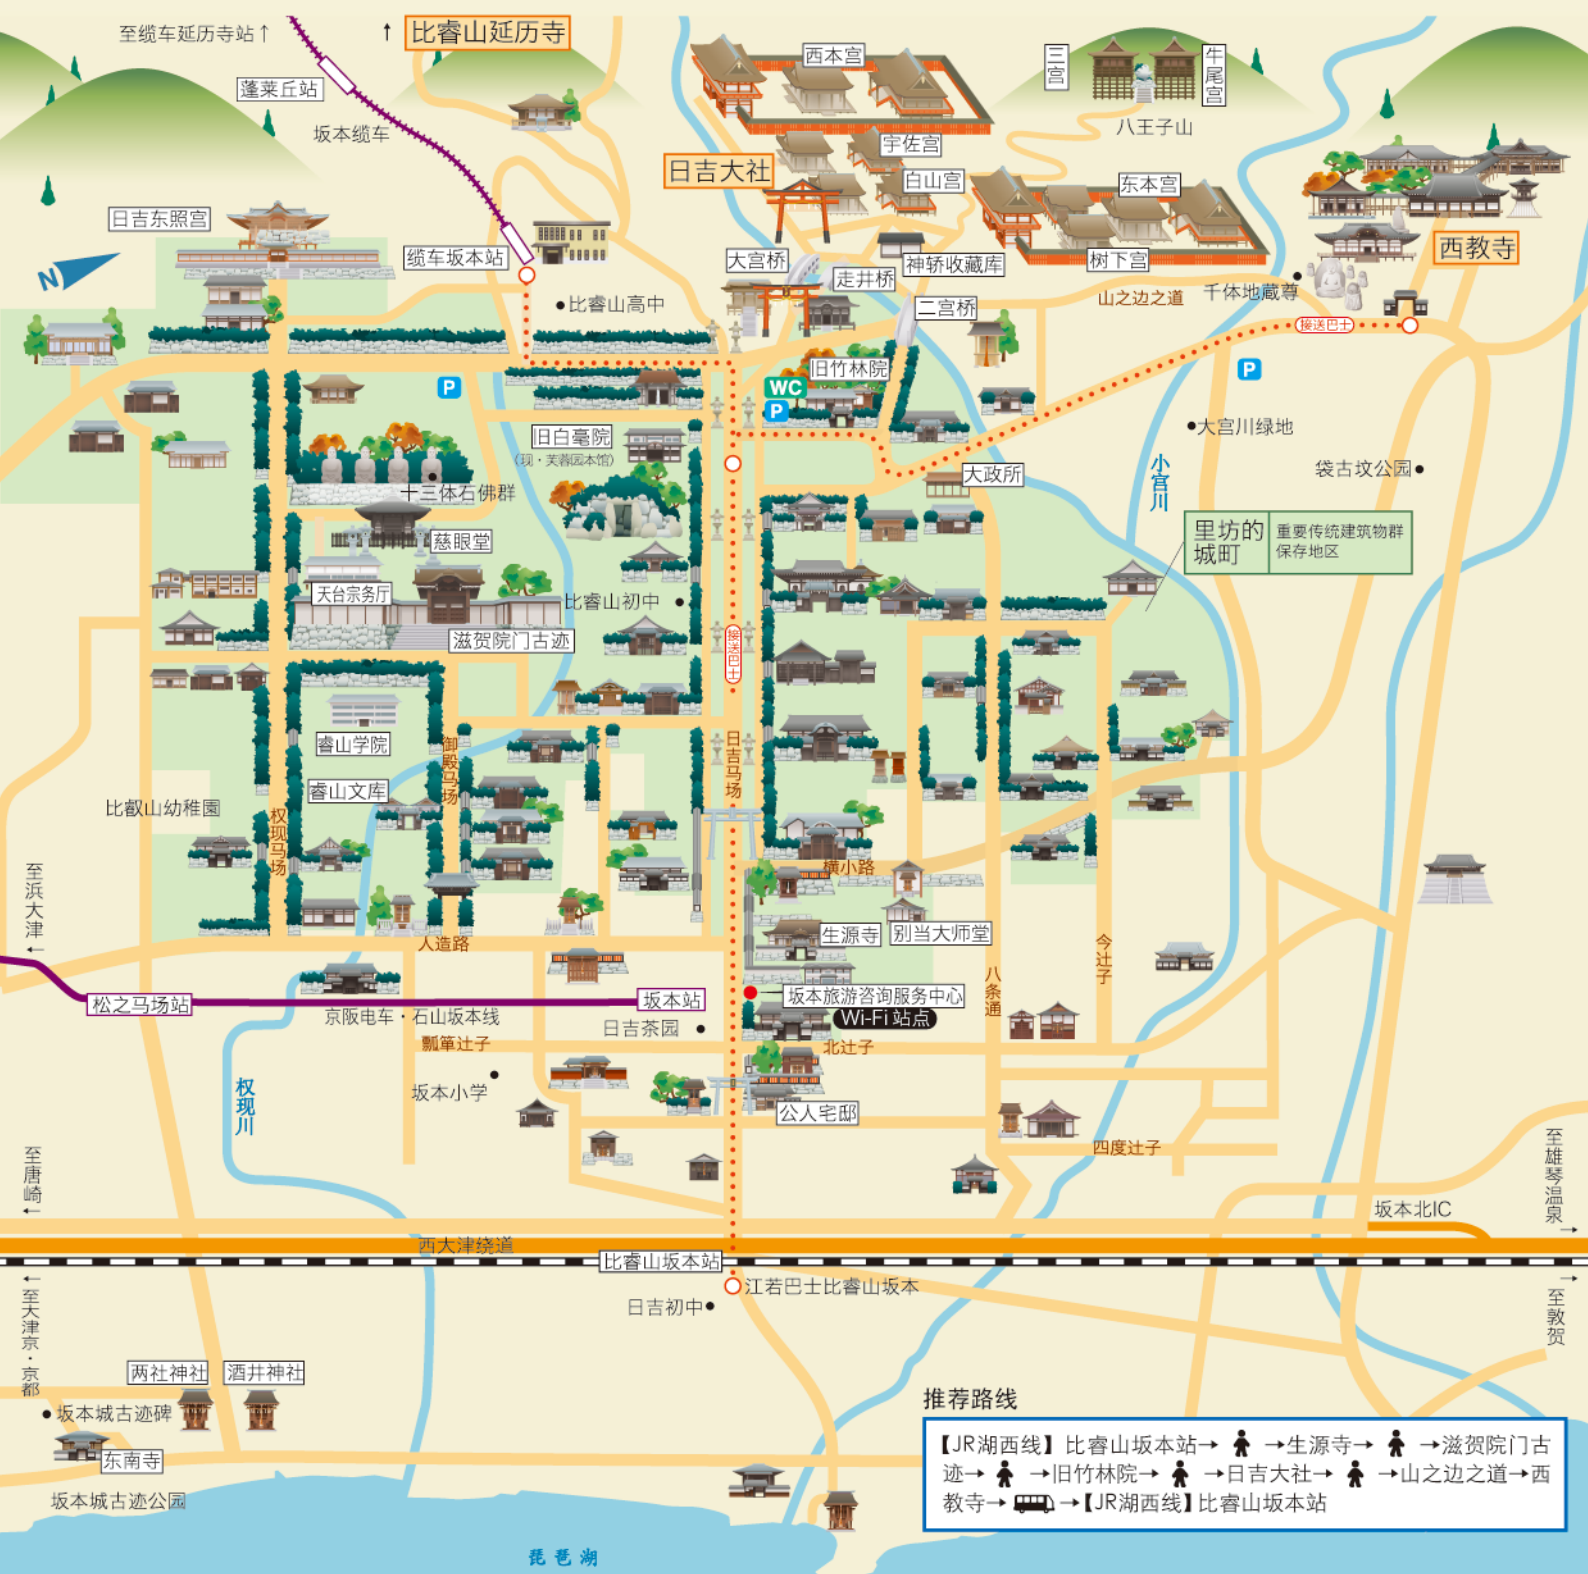 至缆车延历寺站↑
↑
比睿山延历寺
蓬莱丘站
坂本缆车
西本宫
三宫
牛尾宫
八王子山
宇佐宫
日吉大社
白山宫
东本宫
日吉东照宫
N
缆车坂本站
大宫桥
走井桥
神轿收藏库
树下宫
西教寺
千体地藏尊
山之边之道
比睿山高中
二宫桥
接送巴士
旧竹林院
WC
P
P
P
大宫川绿地
旧白毫院
(现·芙蓉园本馆)
小宫川
袋古坟公园
大政所
十三体石佛群
慈眼堂
里坊的
城町
重要传统建筑物群
保存地区
天台宗务厅
比睿山初中
滋贺院门古迹
接送巴士
睿山学院
御殿马场
日吉马场
睿山文库
比叡山幼稚園
权现马场
横小路
至浜大津
←
生源寺
别当大师堂
人造路
今辻子
八条通
松之马场站
坂本站
坂本旅游咨询服务中心
Wi-Fi 站点
京阪电车·石山坂本线
日吉茶园
瓢箪辻子
北辻子
坂本小学
权现川
公人宅邸
四度辻子
至唐崎
←
至雄琴温泉
→
坂本北IC
西大津绕道
比睿山坂本站
江若巴士比睿山坂本
日吉初中
←
至大津京·京都
→
至敦贺
两社神社
酒井神社
坂本城古迹碑
东南寺
坂本城古迹公园
琵琶湖
推荐路线
【JR湖西线】比睿山坂本站→ →生源寺→ →滋贺院门古
迹→ →旧竹林院→ →日吉大社→ →山之边之道→西
教寺→ →【JR湖西线】比睿山坂本站